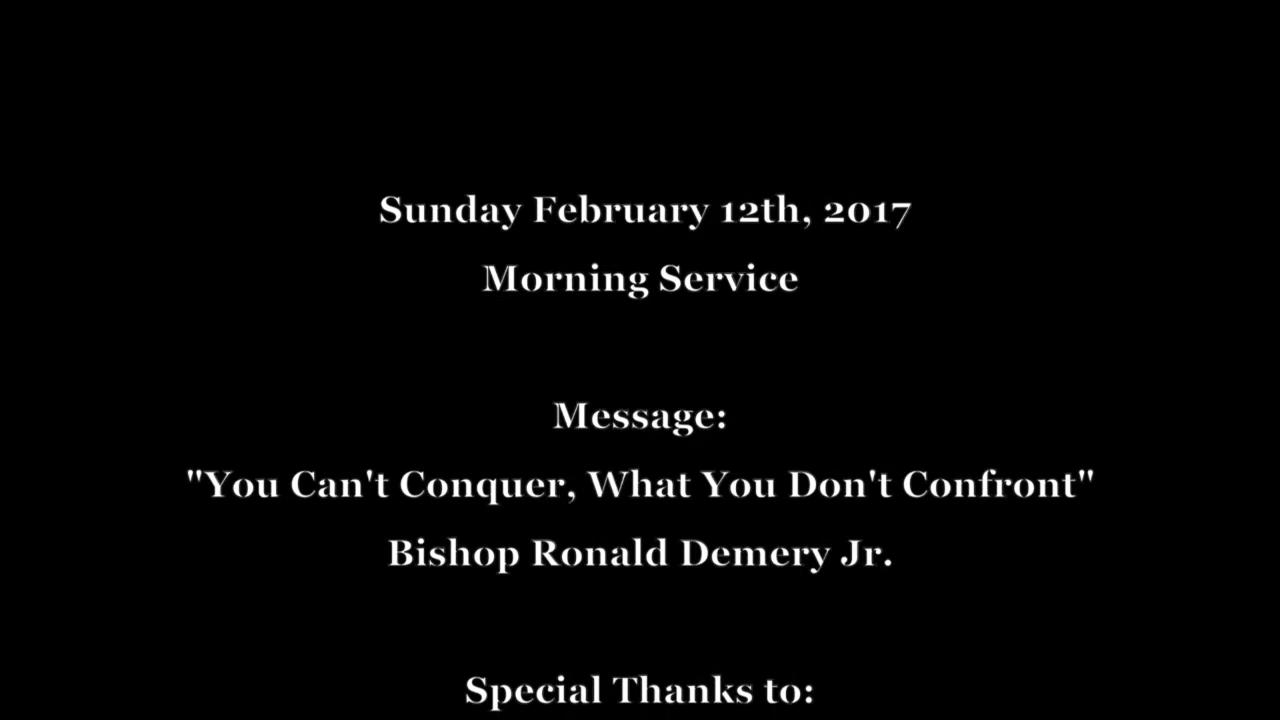 Sunday February 12th, 2017
Morning Service
Message:
"You Can't Conquer, What You Don't Confront"
Bishop Ronald Demery Jr.
Special Thanks to: